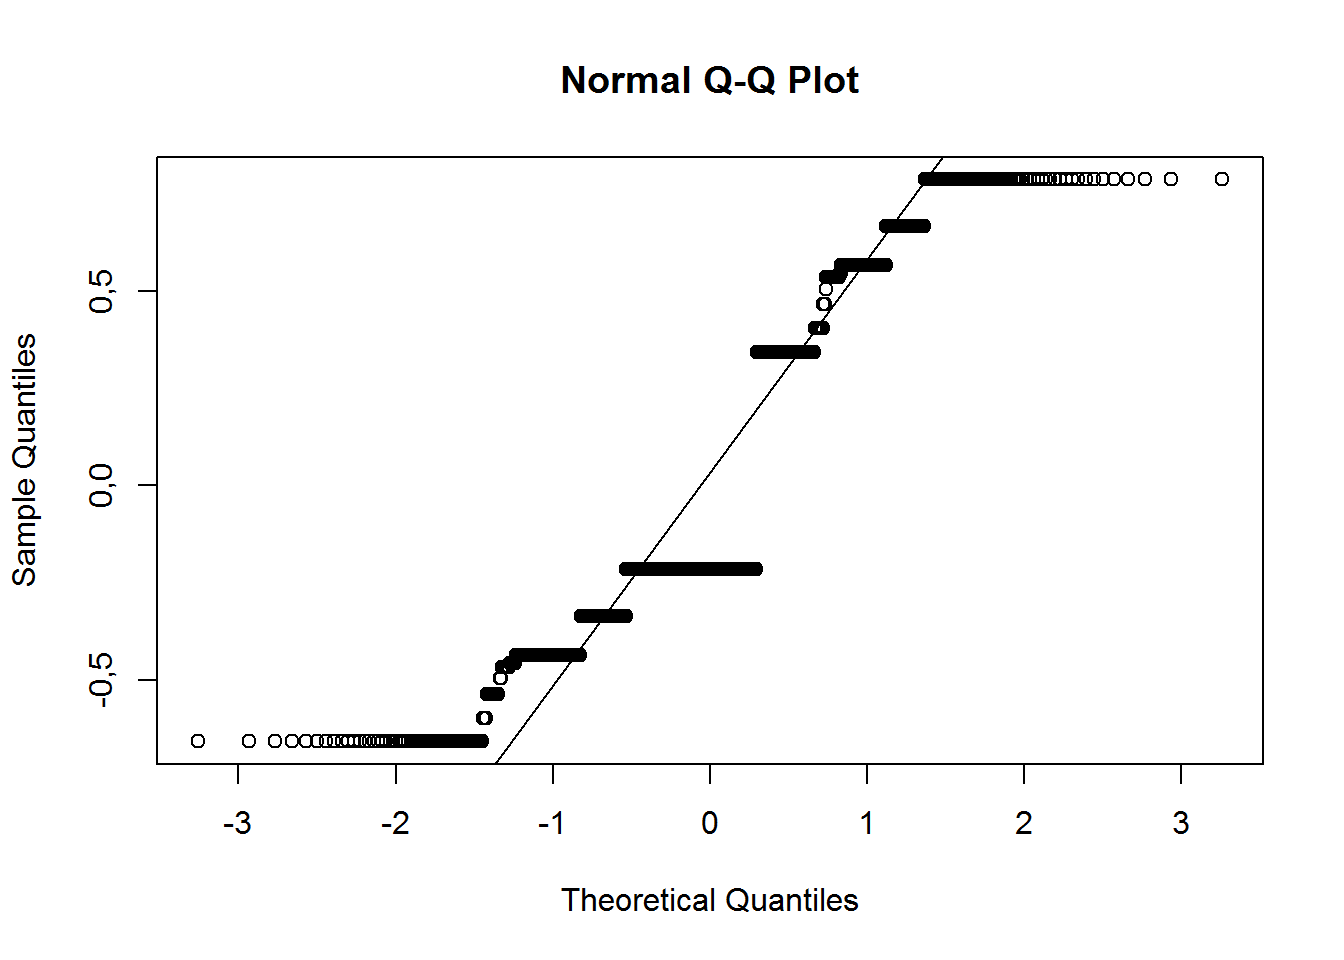 Normal Q-Q Plot
Sample Quantiles
0,5
0,0
-0,5
-3 -2 -1 0 1 2 3
Theoretical Quantiles